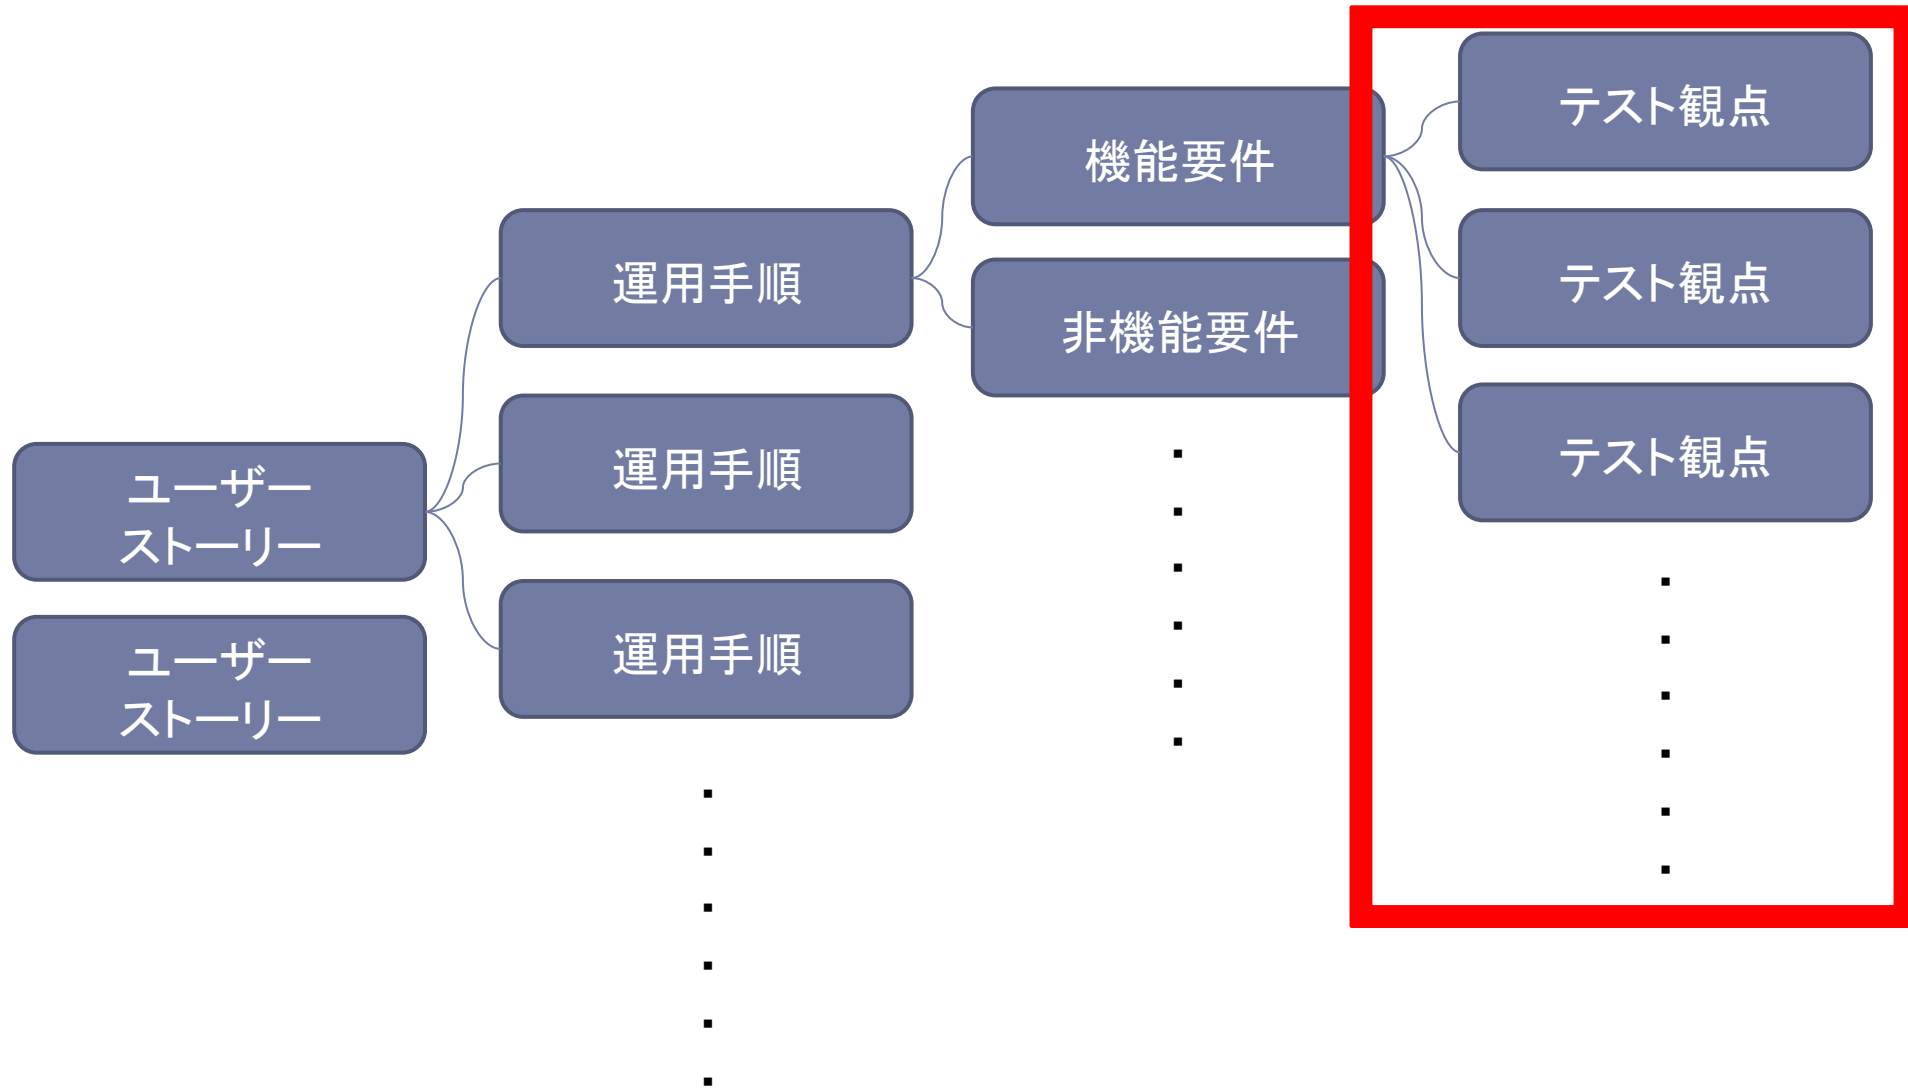 ユーザー
ストーリー
ユーザー
ストーリー
運用手順
運用手順
運用手順
機能要件
非機能要件
テスト観点
テスト観点
テスト観点